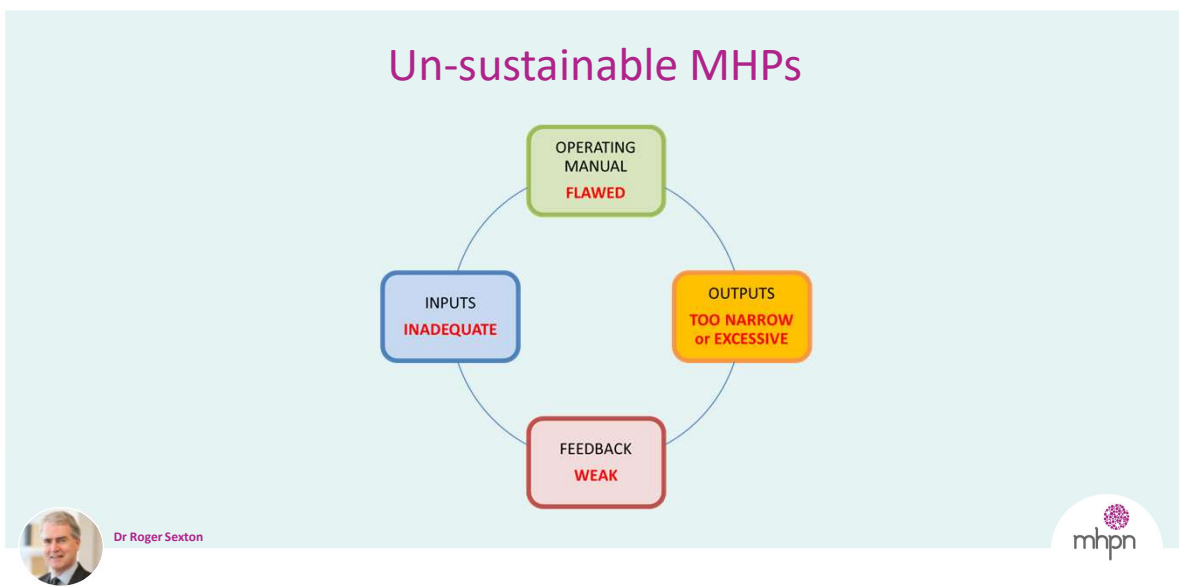 Un-sustainable MHPs
OPERATING
MANUAL
FLAWED
INPUTS
INADEQUATE
OUTPUTS
TOO NARROW
or EXCESSIVE
FEEDBACK
WEAK
Dr Roger Sexton
mhpn